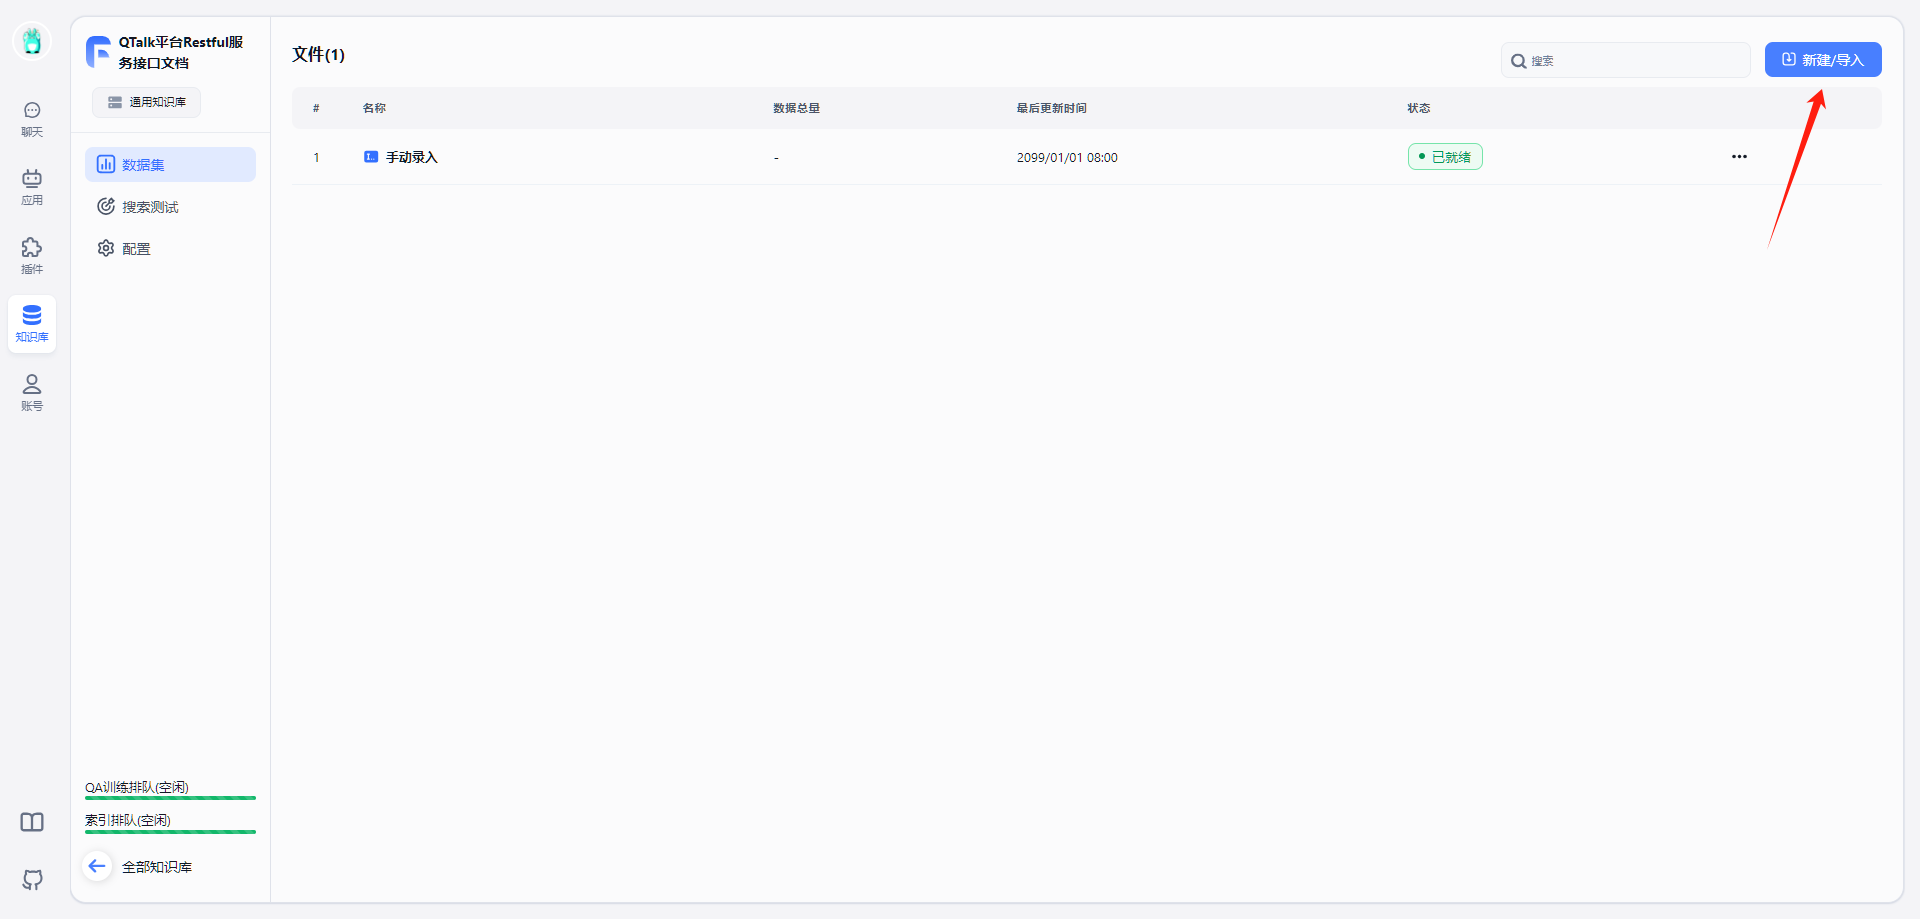 聊天
应用
插件
知识库
账号
QTalk平台Restful服
务接口文档
通用知识库
数据集
搜索测试
配置
QA训练排队(空闲)
索引排队(空闲)
全部知识库
文件(1)
搜索
新建/导入
# 名称 数据总量 最后更新时间 状态
1 手动录入 - 2099/01/01 08:00 已就绪